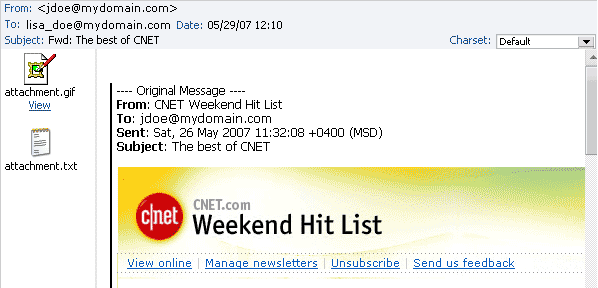 From: <jdoe@mydomain.com>
To: lisa_doe@mydomain.com Date: 05/29/07 12:10
Subject: Fwd: The best of CNET Charset: Default
attachment.gif
View
attachment.txt
---- Original Message ----
From: CNET Weekend Hit List
To: jdoe@mydomain.com
Sent: Sat, 26 May 2007 11:32:08 +0400 (MSD)
Subject: The best of CNET
c|net
CNET.com
Weekend Hit List
View online | Manage newsletters | Unsubscribe | Send us feedback